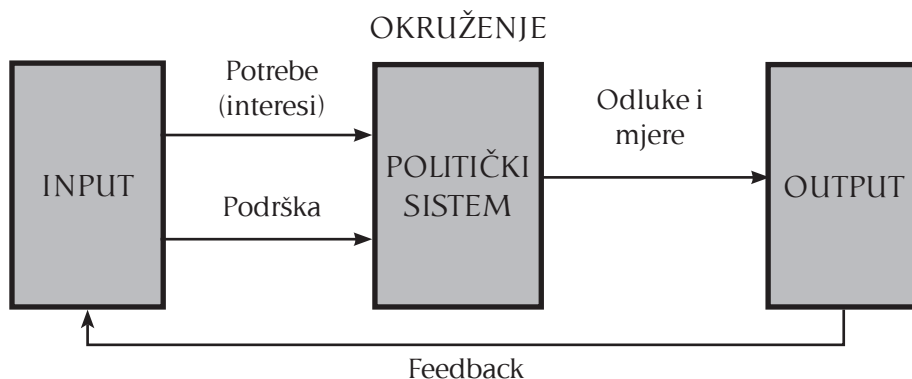 OKRUŽENJE
INPUT
Potrebe
(interesi)
Podrška
POLITIČKI
SISTEM
Odluke i
mjere
OUTPUT
Feedback